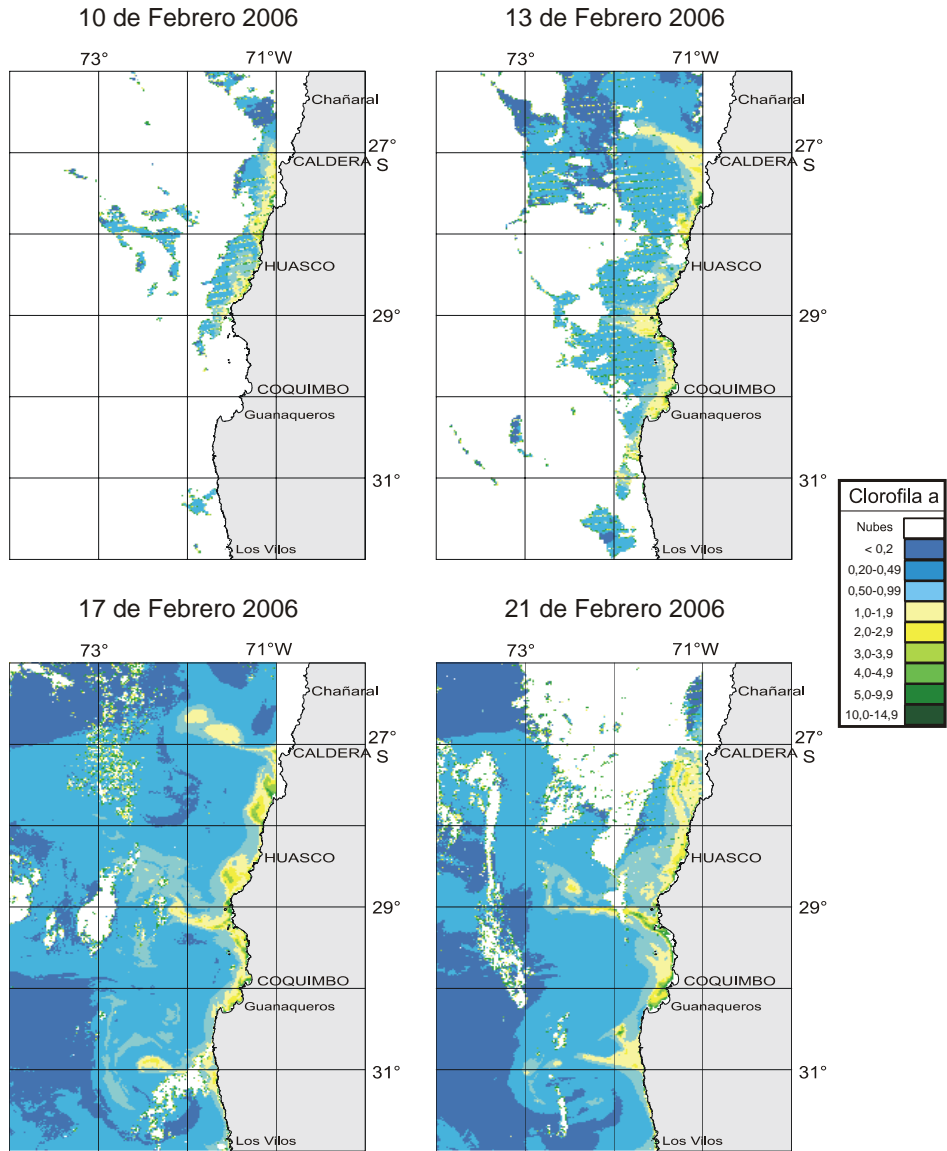 10 de Febrero 2006
73°
71°W
Chañaral
27°
S
CALDERA
HUASCO
29°
COQUIMBO
Guanaqueros
31°
Los Vilos
13 de Febrero 2006
73°
71°W
Chañaral
27°
S
CALDERA
HUASCO
29°
COQUIMBO
Guanaqueros
31°
Los Vilos
Clorofila a
Nubes
< 0,2
0,20-0,49
0,50-0,99
1,0-1,9
2,0-2,9
3,0-3,9
4,0-4,9
5,0-9,9
10,0-14,9
17 de Febrero 2006
73°
71°W
Chañaral
27°
S
CALDERA
HUASCO
29°
COQUIMBO
Guanaqueros
31°
Los Vilos
21 de Febrero 2006
73°
71°W
Chañaral
27°
S
CALDERA
HUASCO
29°
COQUIMBO
Guanaqueros
31°
Los Vilos